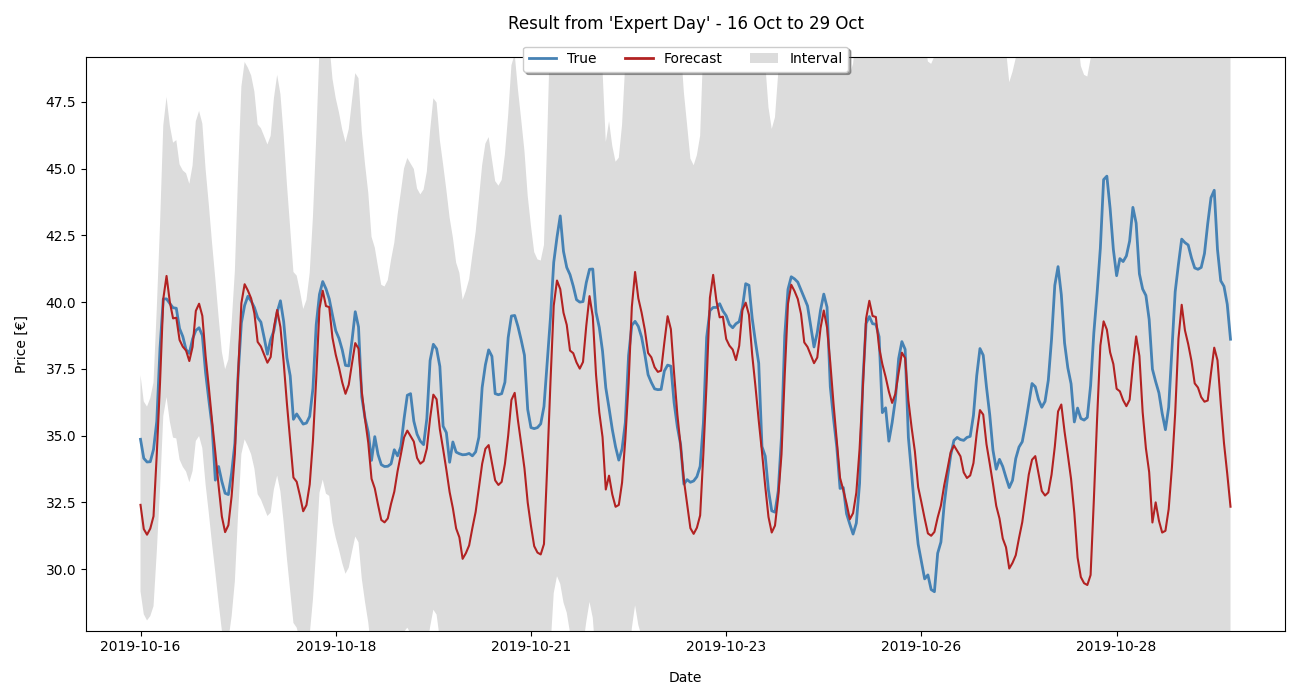 Result from 'Expert Day' - 16 Oct to 29 Oct
True Forecast Interval
47.5
45.0
42.5
40.0
37.5
35.0
32.5
30.0
Price [€]
2019-10-16 2019-10-18 2019-10-21 2019-10-23 2019-10-26 2019-10-28
Date